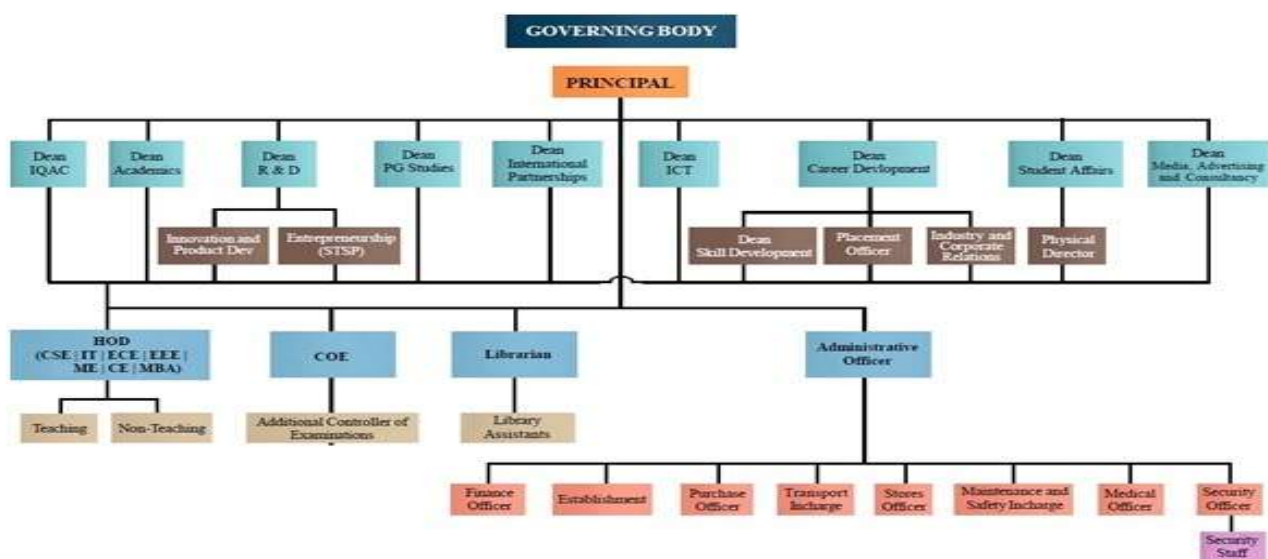 GOVERNING BODY
PRINCIPAL
Dean
IQAC
Dean
Academics
Dean
R & D
Dean
PG Studies
Dean
International
Partnerships
Dean
ICT
Dean
Career Devlopment
Dean
Student Affairs
Dean
Media, Advertising
and Consultancy
Innovation and
Product Dev
Entrepreneurship
(STSP)
Dean
Skill Development
Placement
Officer
Industry and
Corporate
Relations
Physical
Director
HOD
(CSE | IT | ECE | EEE |
ME | CE | MBA)
COE
Librarian
Administrative
Officer
Teaching
Non-Teaching
Additional Controller of
Examinations
Library
Assistants
Finance
Officer
Establishment
Purchase
Officer
Transport
Incharge
Stores
Officer
Maintenance and
Safety Incharge
Medical
Officer
Security
Officer
Security
Staff